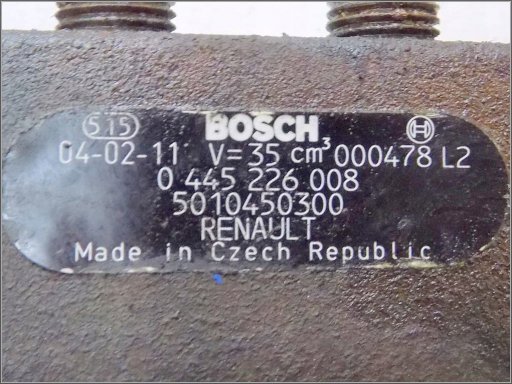 515 BOSCH
04-02-11 V=35 cm³ 000478 L2
0 445 226 008
5010450300
RENAULT
Made in Czech Republic